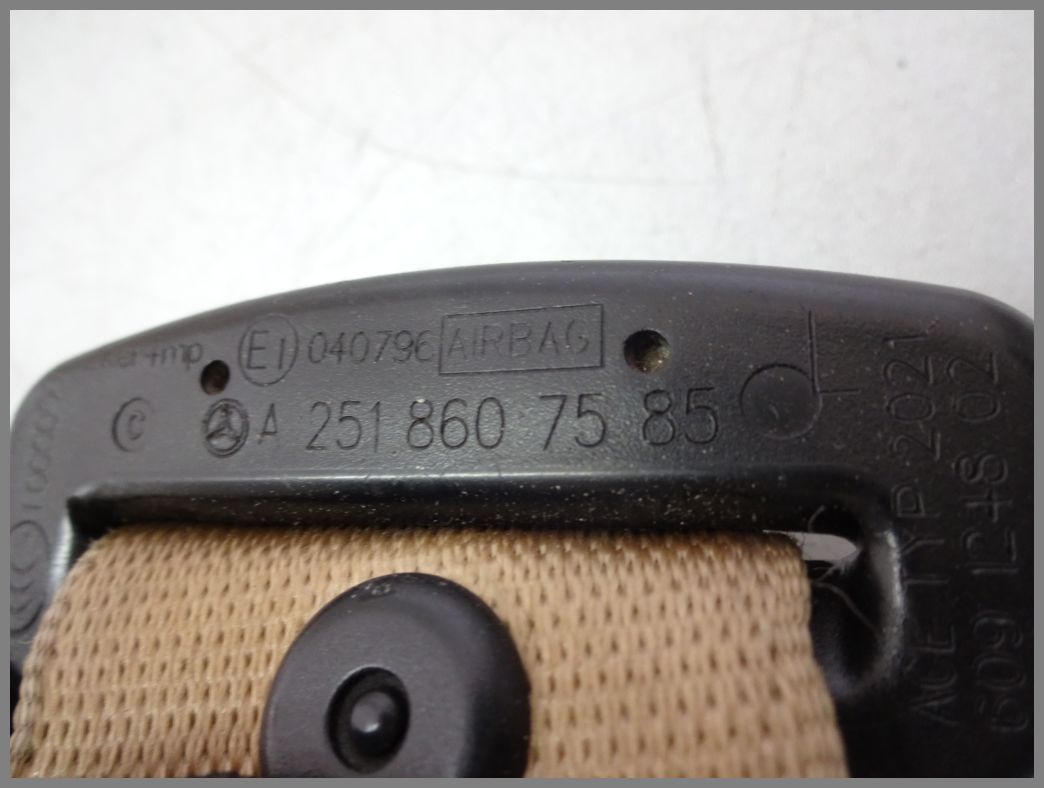 E1 040796 AIRBAG
C A 251 860 75 85
ACE TYP 2021
609 1248 02